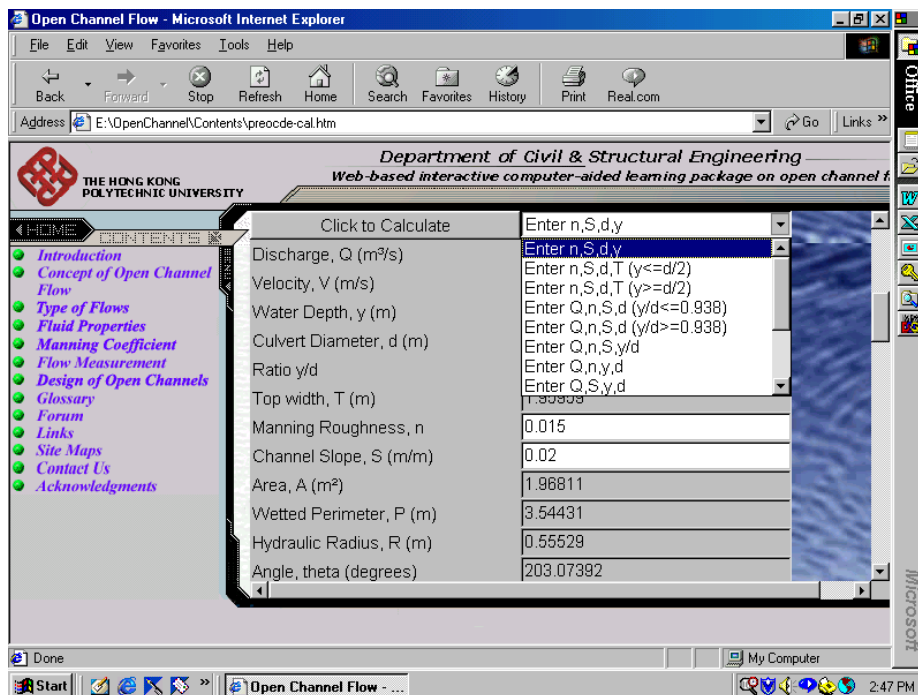 Open Channel Flow - Microsoft Internet Explorer
File Edit View Favorites Tools Help
Back Forward Stop Refresh Home Search Favorites History Print Real.com
Address E:\OpenChannel\Contents\preocde-cal.htm Go Links »
THE HONG KONG
POLYTECHNIC UNIVERSITY
Department of Civil & Structural Engineering
Web-based interactive computer-aided learning package on open channel f
HOME
CONTENTS
Introduction
Concept of Open Channel
Flow
Type of Flows
Fluid Properties
Manning Coefficient
Flow Measurement
Design of Open Channels
Glossary
Forum
Links
Site Maps
Contact Us
Acknowledgments
Click to Calculate Enter n,S,d,y
Enter n,S,d,y
Enter n,S,d,T (y<=d/2)
Enter n,S,d,T (y>=d/2)
Enter Q,n,S,d (y/d<=0.938)
Enter Q,n,S,d (y/d>=0.938)
Enter Q,n,S,y/d
Enter Q,n,y,d
Enter Q,S,y,d
Discharge, Q (m³/s)
Velocity, V (m/s)
Water Depth, y (m)
Culvert Diameter, d (m)
Ratio y/d
Top width, T (m) 1.95959
Manning Roughness, n 0.015
Channel Slope, S (m/m) 0.02
Area, A (m²) 1.96811
Wetted Perimeter, P (m) 3.54431
Hydraulic Radius, R (m) 0.55529
Angle, theta (degrees) 203.07392
Office
Microsoft
Done My Computer
Start » Open Channel Flow - ... 2:47 PM